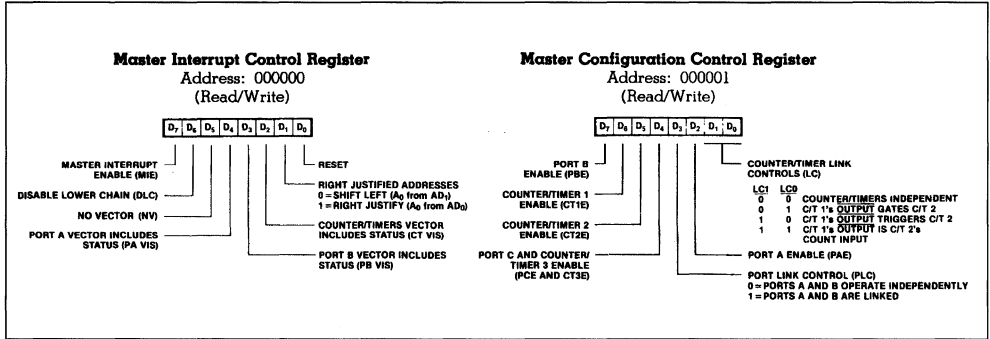 Master Interrupt Control Register
Address: 000000
(Read/Write)
D7 D6 D5 D4 D3 D2 D1 D0
MASTER INTERRUPT
ENABLE (MIE)
DISABLE LOWER CHAIN (DLC)
NO VECTOR (NV)
PORT A VECTOR INCLUDES
STATUS (PA VIS)
RESET
RIGHT JUSTIFIED ADDRESSES
0 = SHIFT LEFT (A0 from AD1)
1 = RIGHT JUSTIFY (A0 from AD0)
COUNTER/TIMERS VECTOR
INCLUDES STATUS (CT VIS)
PORT B VECTOR INCLUDES
STATUS (PB VIS)
Master Configuration Control Register
Address: 000001
(Read/Write)
D7 D6 D5 D4 D3 D2 D1 D0
PORT B
ENABLE (PBE)
COUNTER/TIMER 1
ENABLE (CT1E)
COUNTER/TIMER 2
ENABLE (CT2E)
PORT C AND COUNTER/
TIMER 3 ENABLE
(PCE AND CT3E)
COUNTER/TIMER LINK
CONTROLS (LC)
LC1 LC0
0 0 COUNTER/TIMERS INDEPENDENT
0 1 C/T 1's OUTPUT GATES C/T 2
1 0 C/T 1's OUTPUT TRIGGERS C/T 2
1 1 C/T 1's OUTPUT IS C/T 2's
COUNT INPUT
PORT A ENABLE (PAE)
PORT LINK CONTROL (PLC)
0 = PORTS A AND B OPERATE INDEPENDENTLY
1 = PORTS A AND B ARE LINKED